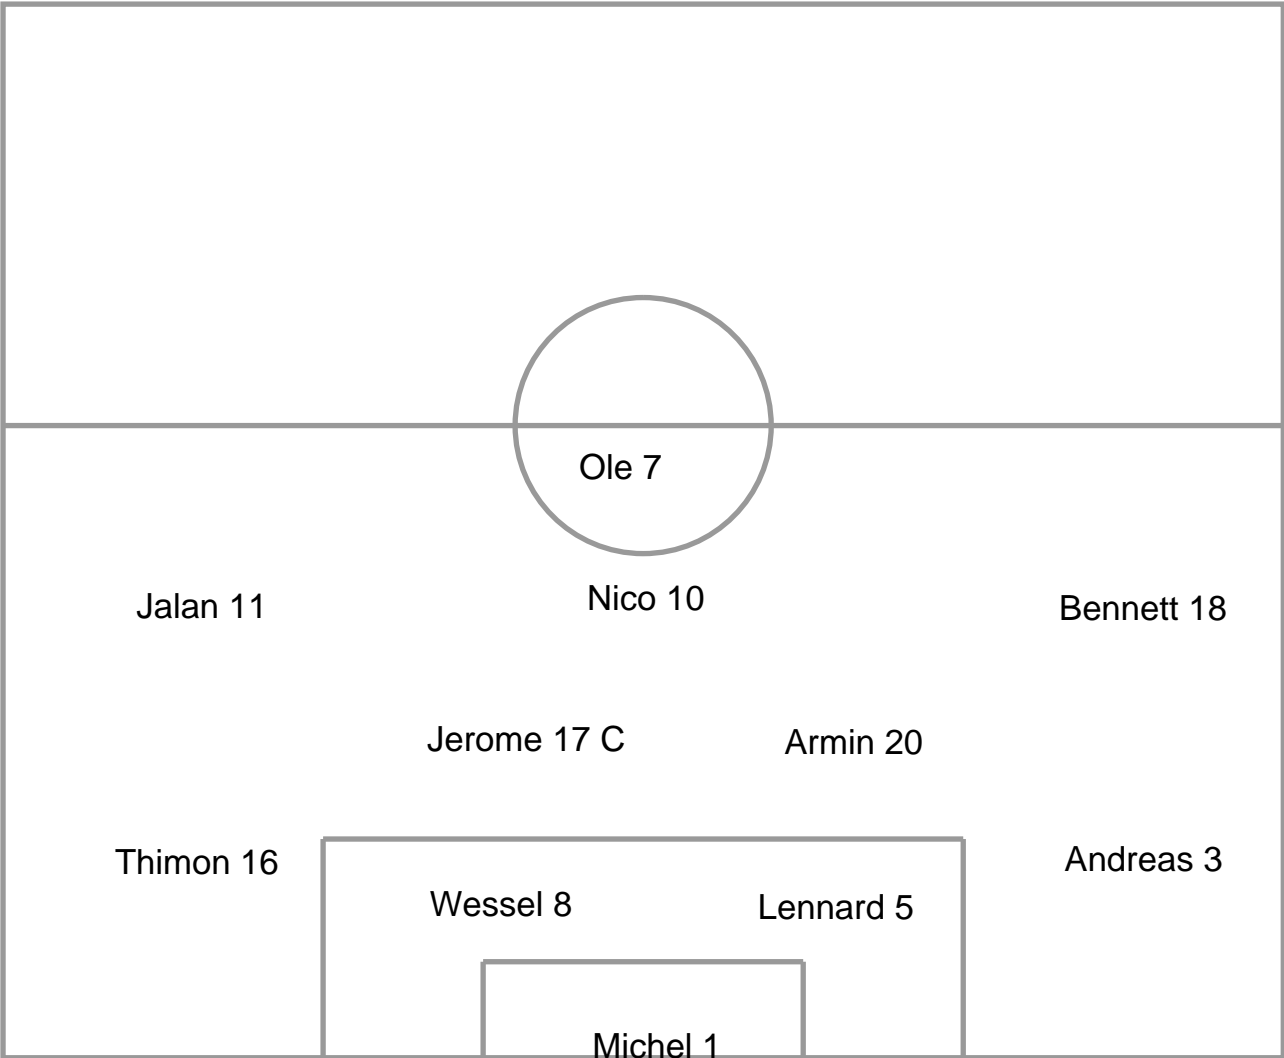 Ole 7
Jalan 11
Nico 10
Bennett 18
Jerome 17 C
Armin 20
Thimon 16
Andreas 3
Wessel 8
Lennard 5
Michel 1